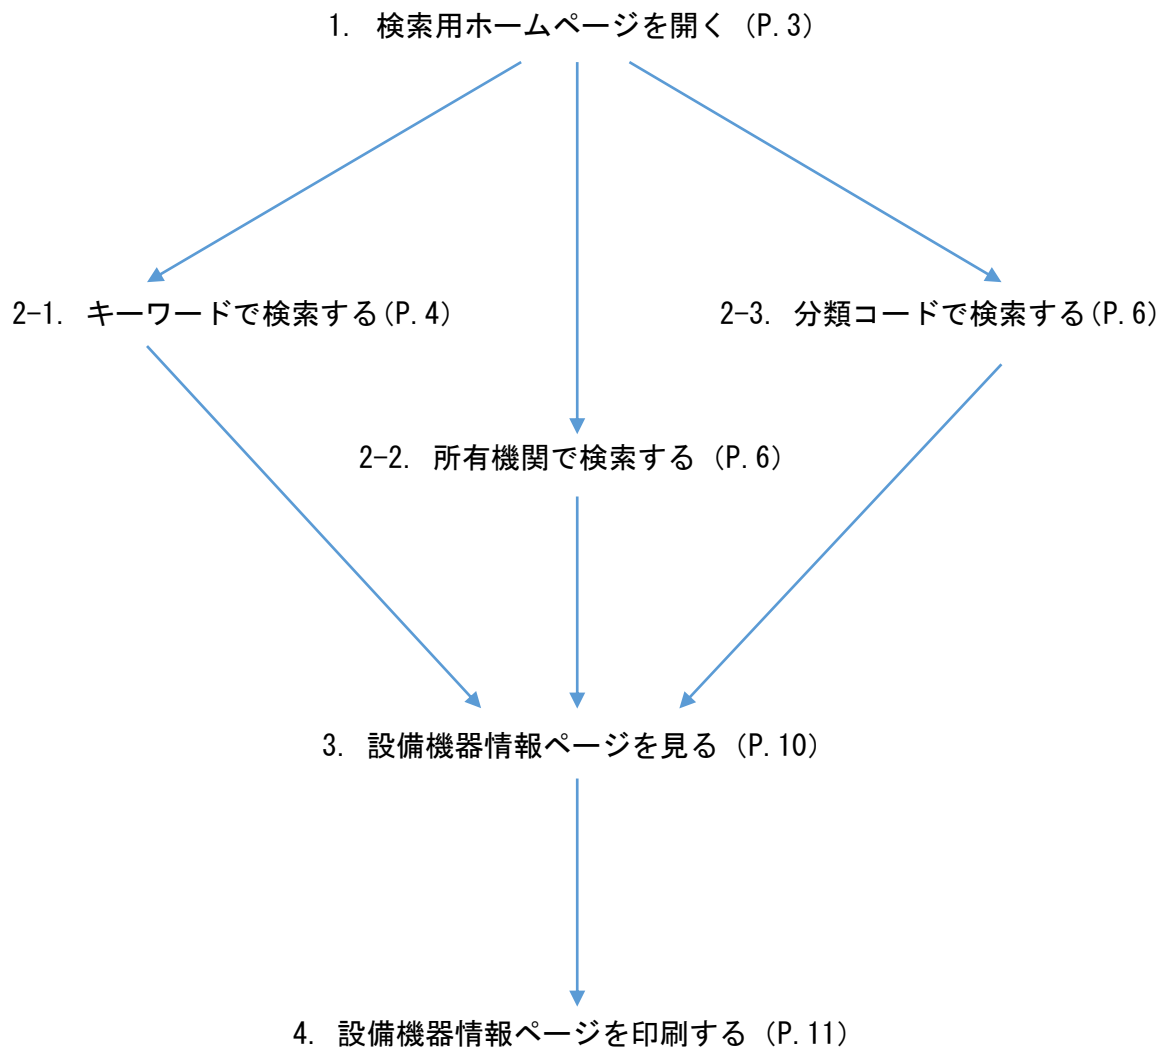 1. 検索用ホームページを開く (P.3)
2-1. キーワードで検索する(P.4)
2-3. 分類コードで検索する(P.6)
2-2. 所有機関で検索する (P.6)
3. 設備機器情報ページを見る (P.10)
4. 設備機器情報ページを印刷する (P.11)